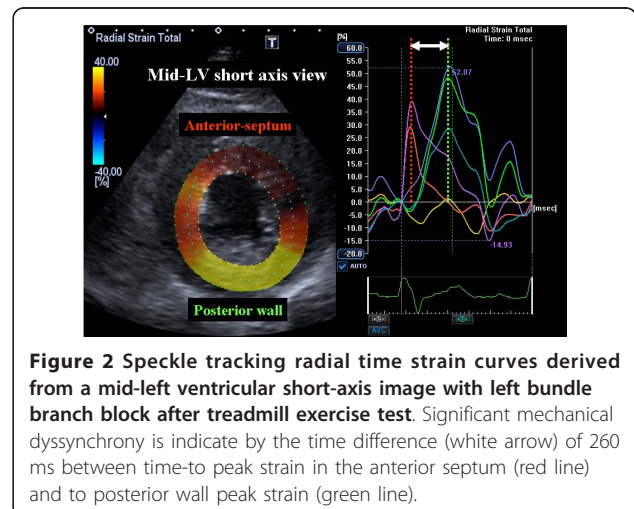 Radial Strain Total
40.00
-40.00
[%]
T
Mid-LV short axis view
Anterior-septum
Posterior wall
Radial Strain Total
Time: 0 msec
[%]
60.0
55.0
50.0
45.0
40.0
35.0
30.0
25.0
20.0
15.0
10.0
5.0
0.0
-5.0
-10.0
-15.0
-20.0
52.07
[msec]
-14.93
AUTO
AVC
Figure 2 Speckle tracking radial time strain curves derived
from a mid-left ventricular short-axis image with left bundle
branch block after treadmill exercise test. Significant mechanical
dyssynchrony is indicate by the time difference (white arrow) of 260
ms between time-to peak strain in the anterior septum (red line)
and to posterior wall peak strain (green line).